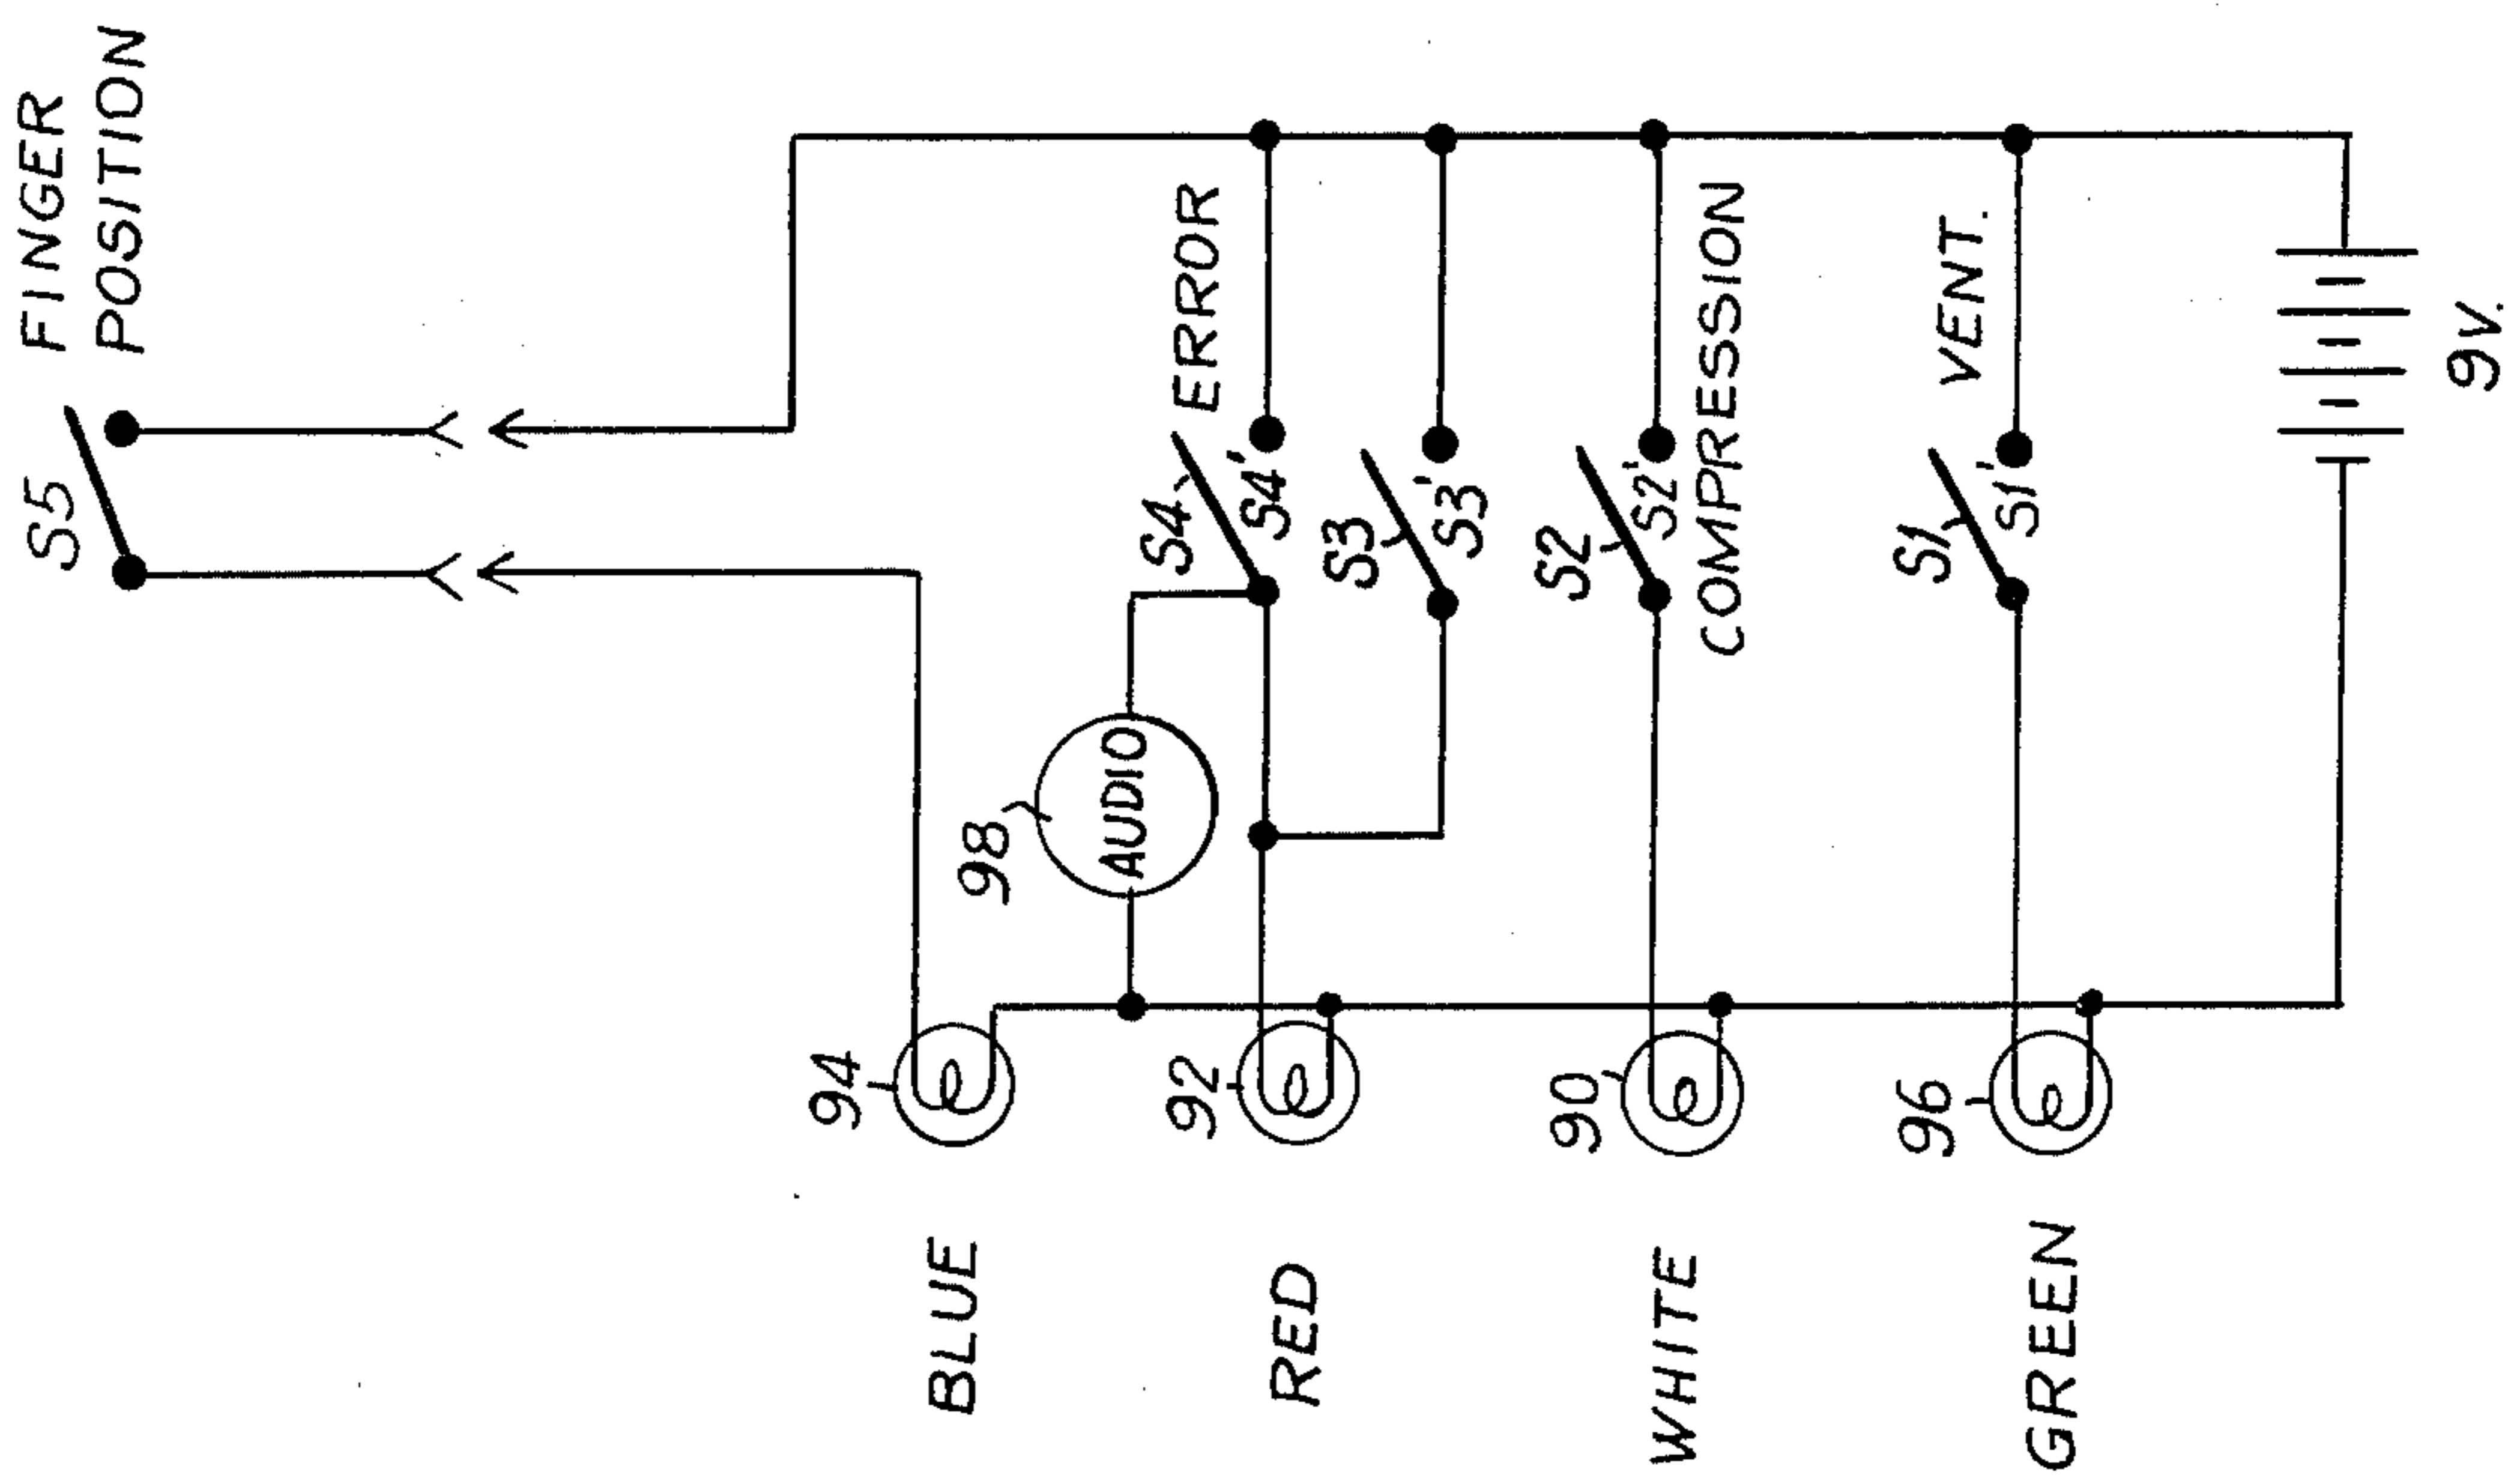 FINGER
POSITION
S5
BLUE
94
98
AUDIO
RED
92
S4
S4'
ERROR
S3
S3'
WHITE
90
S2
S2'
COMPRESSION
GREEN
96
S1
S1'
VENT.
9V.